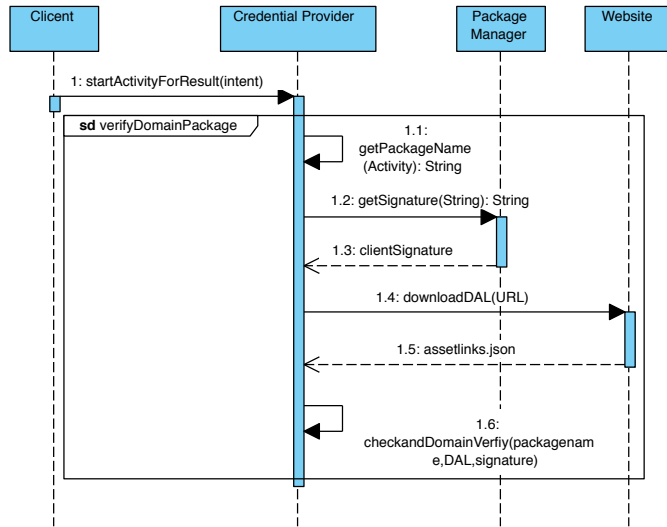 Clicent
Credential Provider
Package
Manager
Website
1: startActivityForResult(intent)
sd verifyDomainPackage
1.1:
getPackageName
(Activity): String
1.2: getSignature(String): String
1.3: clientSignature
1.4: downloadDAL(URL)
1.5: assetlinks.json
1.6:
checkandDomainVerfiy(packagenam
e,DAL,signature)